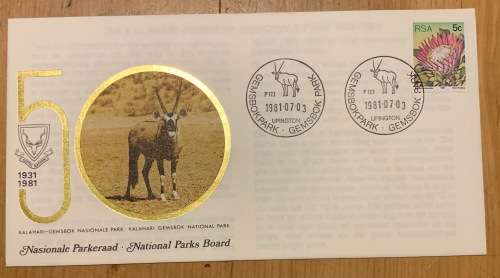 RSA 5c
50
GEMSBOKPARK · GEMSBOK PARK
1981-07-03
UPINGTON
GEMSBOKPARK · GEMSBOK PARK
1981-07-03
UPINGTON
1931
1981
KALAHARI-GEMSBOK NASIONALE PARK · KALAHARI GEMSBOK NATIONAL PARK
Nasionale Parkeraad · National Parks Board